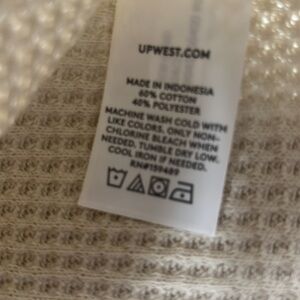 UPWEST.COM
MADE IN INDONESIA
60% COTTON
40% POLYESTER
MACHINE WASH COLD WITH
LIKE COLORS. ONLY NON-
CHLORINE BLEACH WHEN
NEEDED. TUMBLE DRY LOW.
COOL IRON IF NEEDED.
RN#159489